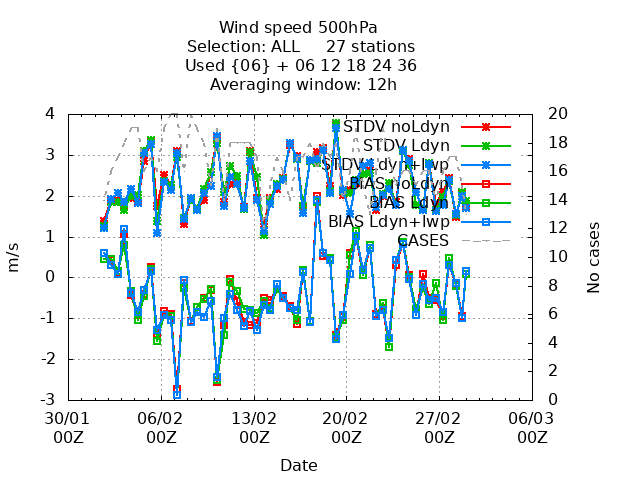 Wind speed 500hPa
Selection: ALL     27 stations
Used {06} + 06 12 18 24 36
Averaging window: 12h
4
3
2
1
0
-1
-2
-3
m/s
20
18
16
14
12
10
8
6
4
2
0
No cases
STDV noLdyn
STDV Ldyn
STDV Ldyn+lwp
BIAS noLdyn
BIAS Ldyn
BIAS Ldyn+lwp
CASES
30/01 06/02 13/02 20/02 27/02 06/03
00Z 00Z 00Z 00Z 00Z 00Z
Date